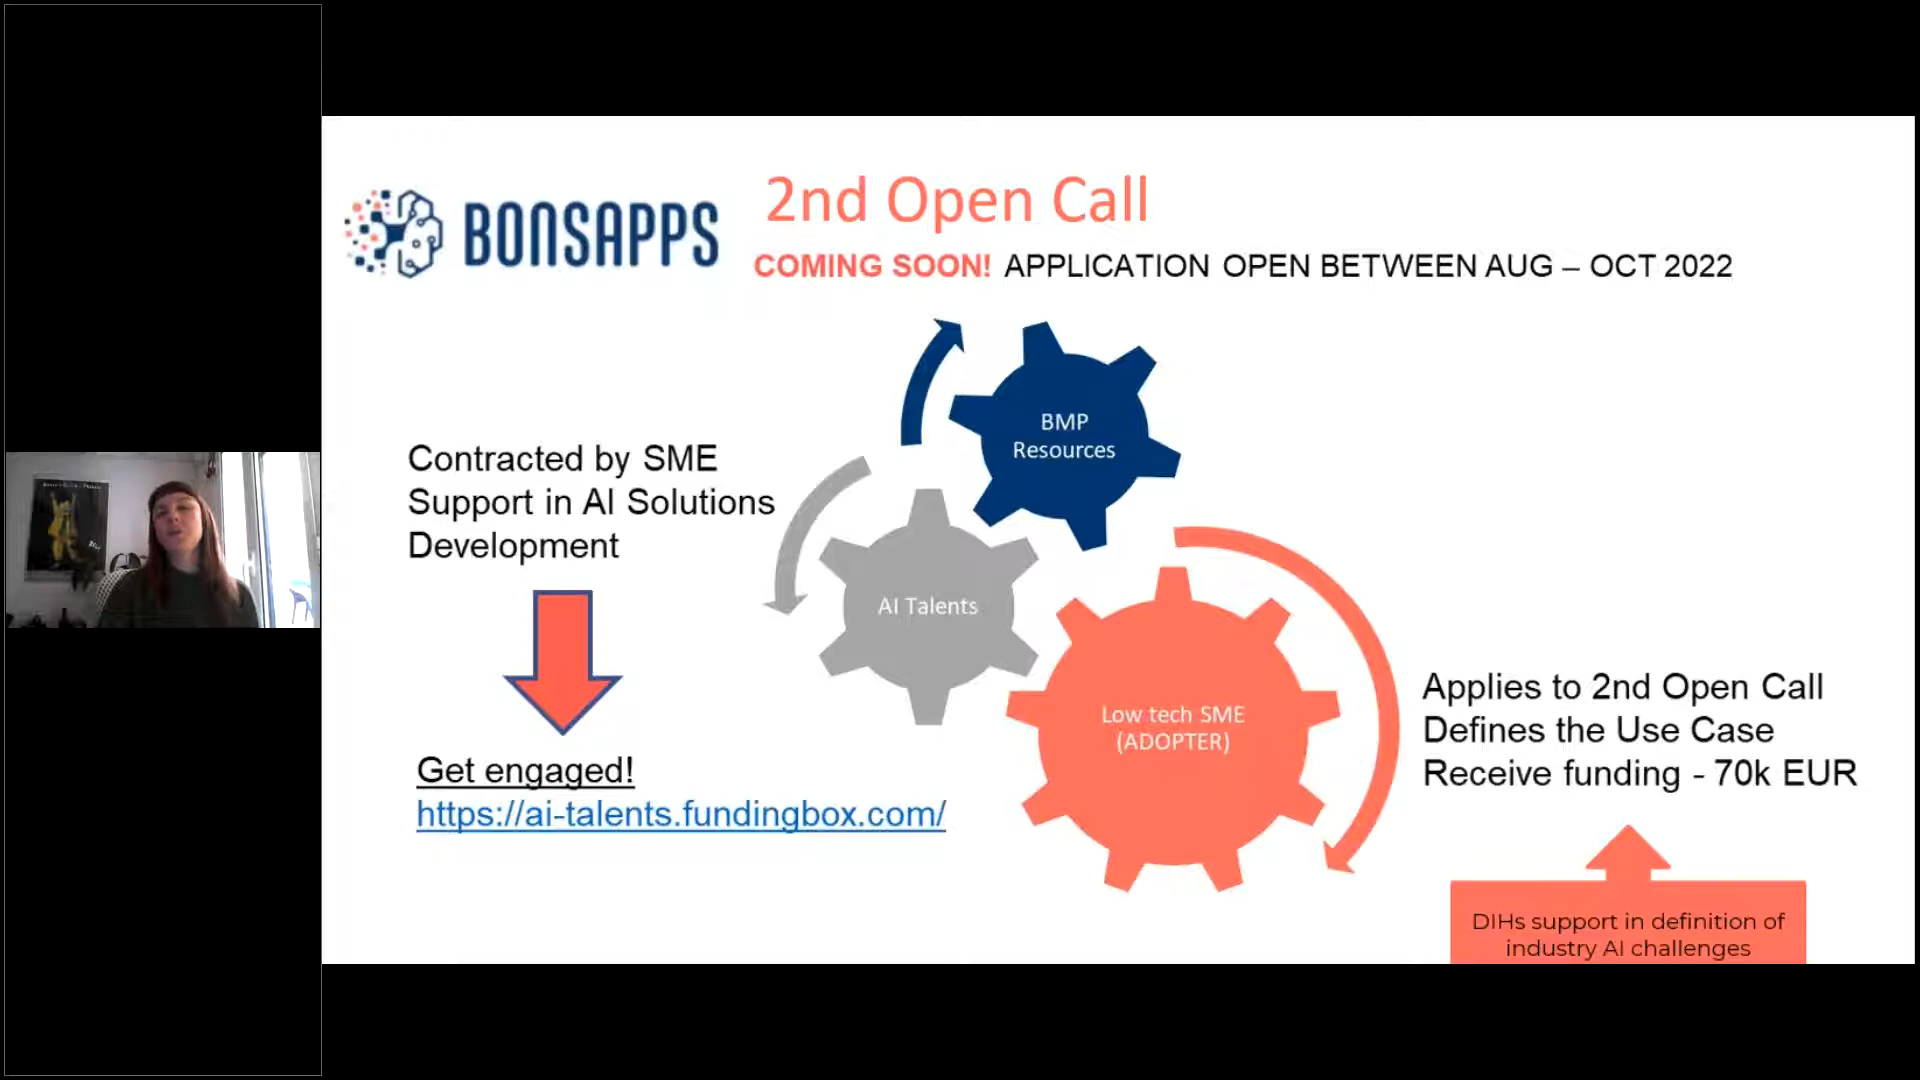 BONSAPPS
2nd Open Call
COMING SOON! APPLICATION OPEN BETWEEN AUG – OCT 2022
BMP
Resources
Contracted by SME
Support in AI Solutions
Development
AI Talents
Low tech SME
(ADOPTER)
Applies to 2nd Open Call
Defines the Use Case
Receive funding - 70k EUR
Get engaged!
https://ai-talents.fundingbox.com/
DIHs support in definition of
industry AI challenges